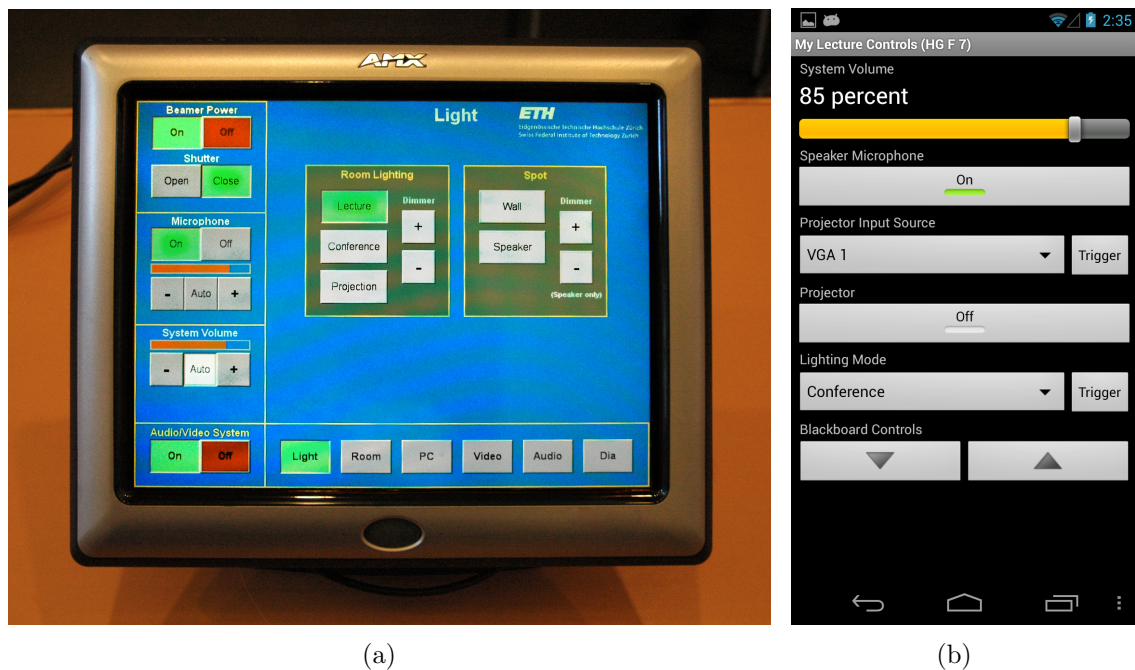 AMX
Beamer Power
On Off
Shutter
Open Close
Microphone
On Off
- Auto +
System Volume
- Auto +
Audio/Video System
On Off
Light
ETH
Eidgenössische Technische Hochschule Zürich
Swiss Federal Institute of Technology Zurich
Room Lighting
Lecture
Dimmer
+
Conference
-
Projection
Spot
Wall
Dimmer
+
Speaker
-
(Speaker only)
Light Room PC Video Audio Dia
(a)
2:35
My Lecture Controls (HG F 7)
System Volume
85 percent
Speaker Microphone
On
Projector Input Source
VGA 1 Trigger
Projector
Off
Lighting Mode
Conference Trigger
Blackboard Controls
(b)